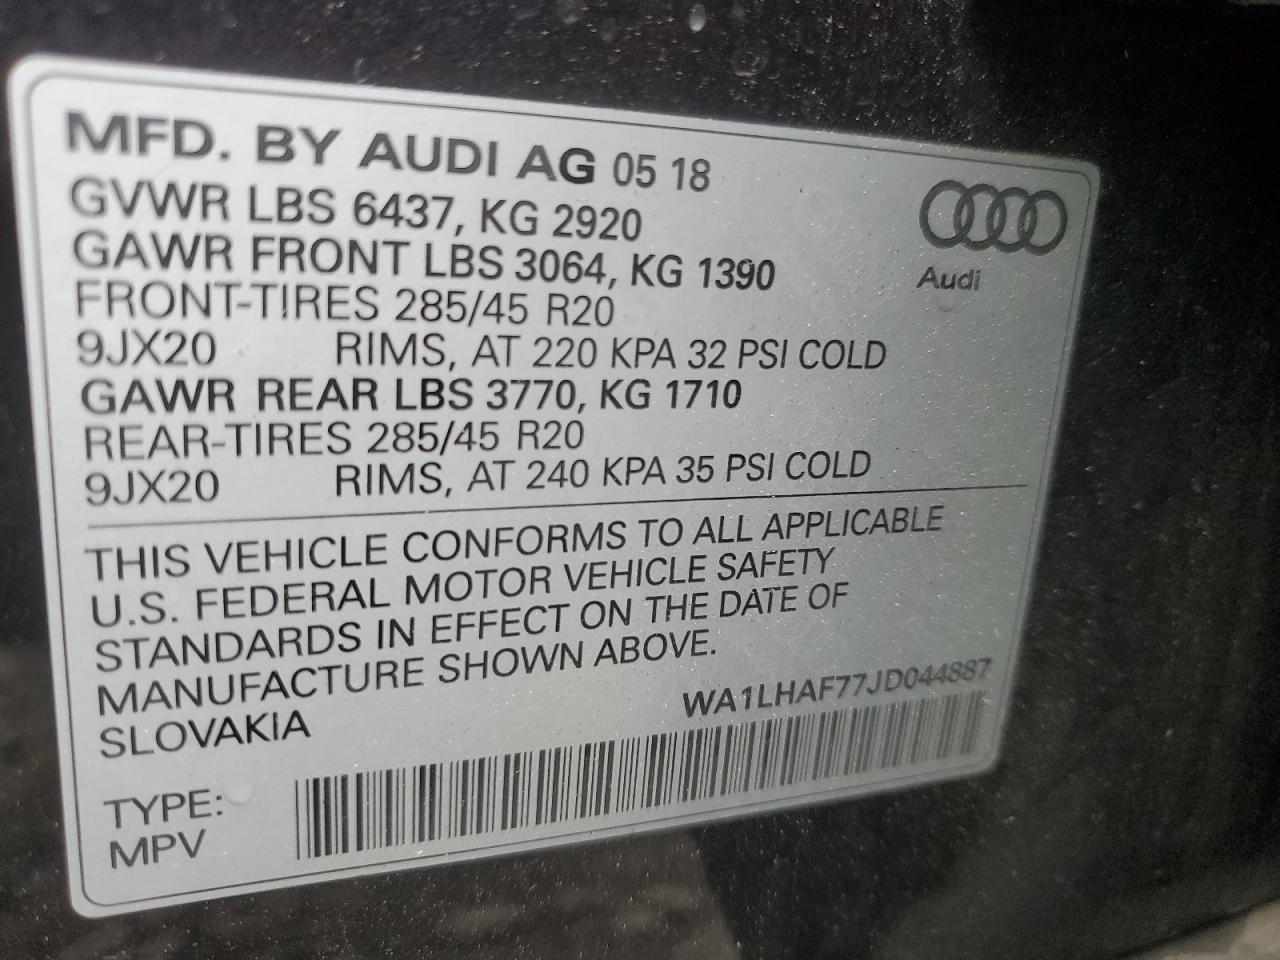 MFD. BY AUDI AG 05 18
GVWR LBS 6437, KG 2920
GAWR FRONT LBS 3064, KG 1390
FRONT-TIRES 285/45 R20
9JX20 RIMS, AT 220 KPA 32 PSI COLD
GAWR REAR LBS 3770, KG 1710
REAR-TIRES 285/45 R20
9JX20 RIMS, AT 240 KPA 35 PSI COLD
Audi
THIS VEHICLE CONFORMS TO ALL APPLICABLE
U.S. FEDERAL MOTOR VEHICLE SAFETY
STANDARDS IN EFFECT ON THE DATE OF
MANUFACTURE SHOWN ABOVE.
SLOVAKIA
WA1LHAF77JD044887
TYPE:
MPV